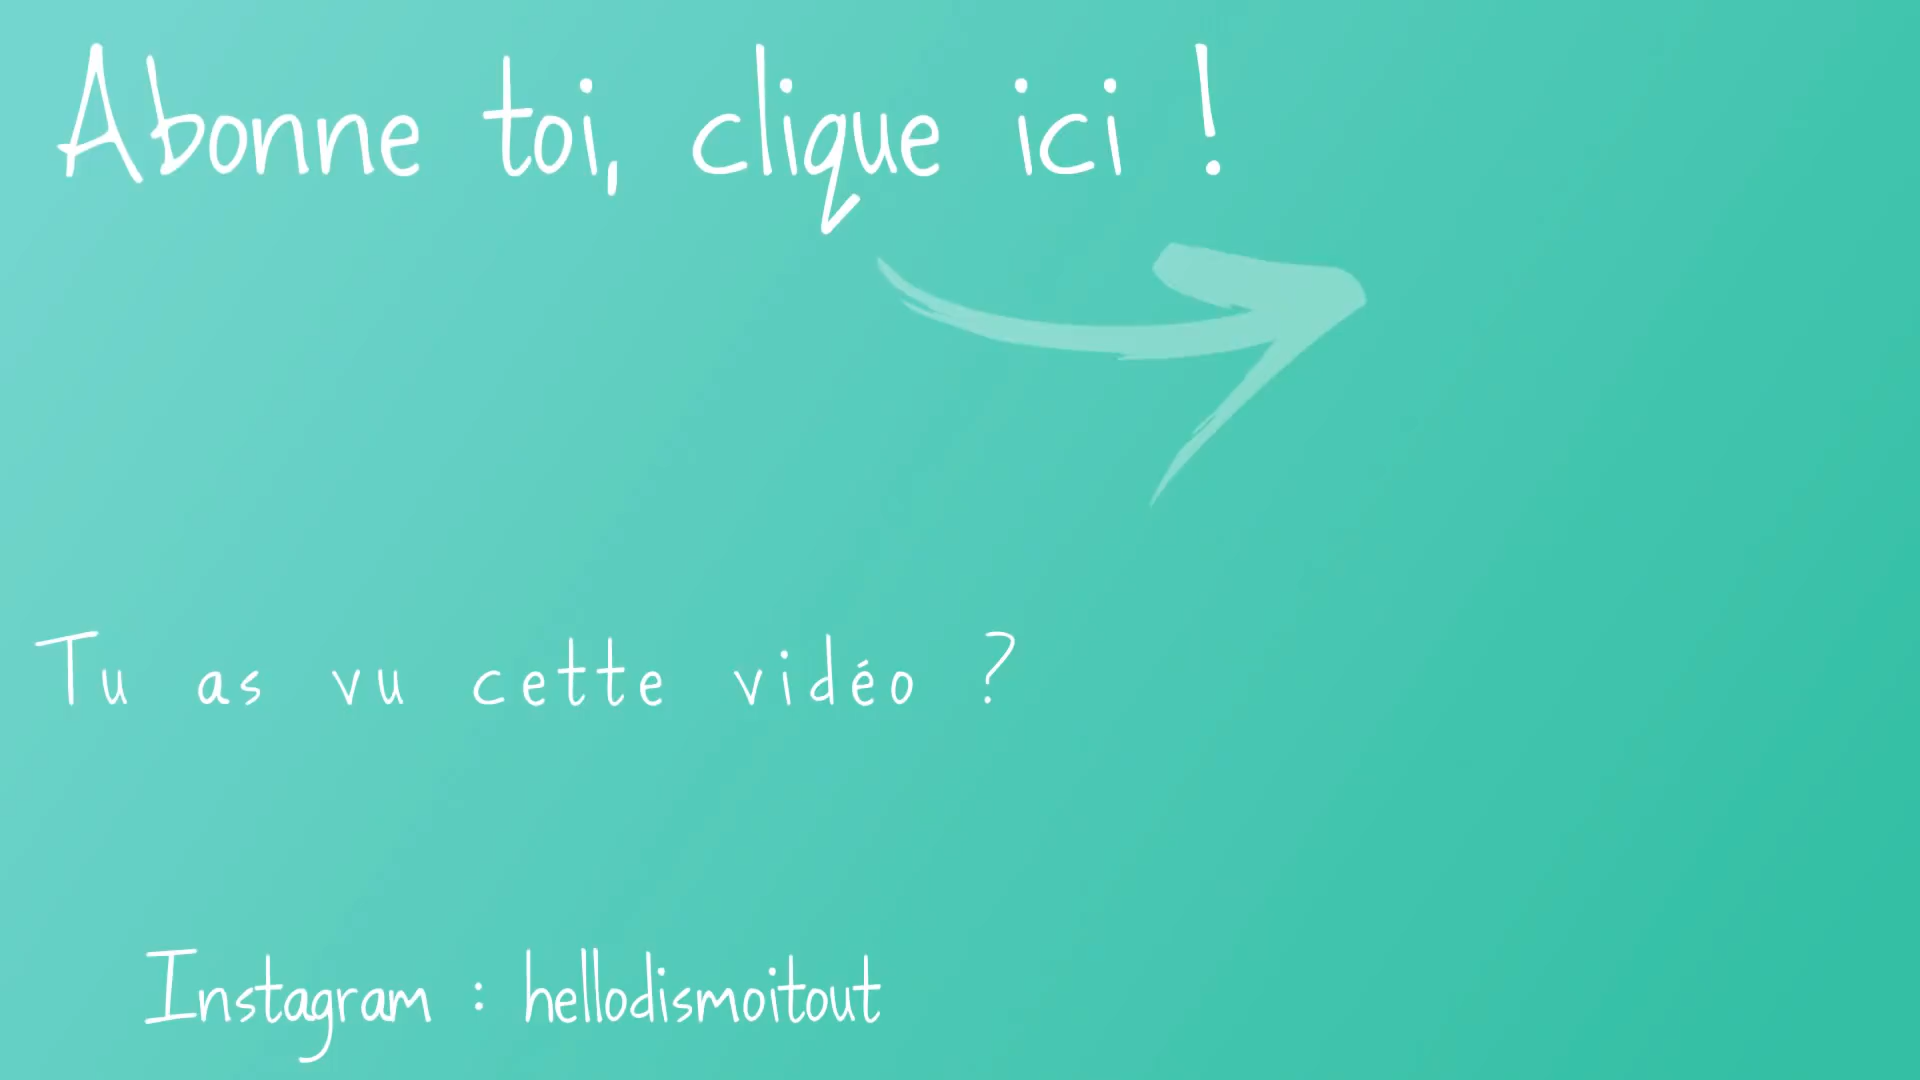 Abonne toi, clique ici !
Tu as vu cette vidéo ?
Instagram : hellodismoitout